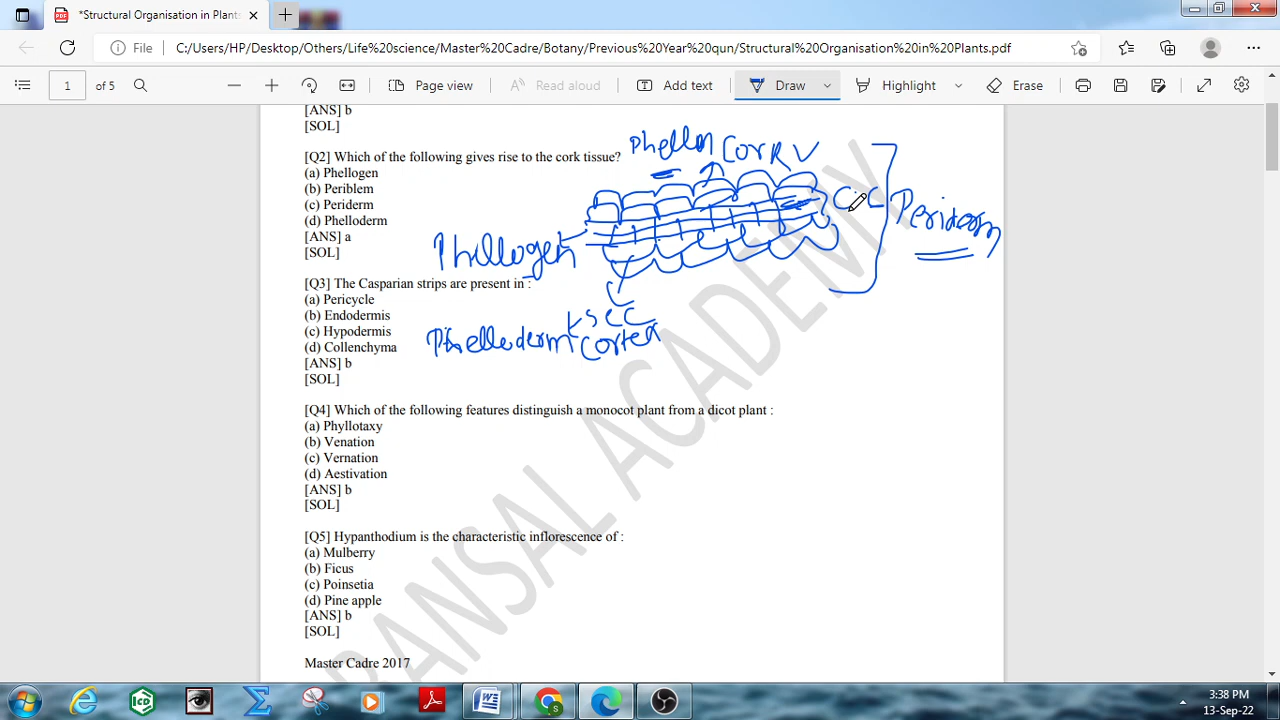 *Structural Organisation in Plants
File
C:/Users/HP/Desktop/Others/Life%20science/Master%20Cadre/Botany/Previous%20Year%20qun/Structural%20Organisation%20in%20Plants.pdf
1 of 5
Page view
Read aloud
Add text
Draw
Highlight
Erase
[ANS] b
[SOL]
[Q2] Which of the following gives rise to the cork tissue?
(a) Phellogen
(b) Periblem
(c) Periderm
(d) Phelloderm
[ANS] a
[SOL]
Phellem Cork
C.C
Periderm
Phellogen
Sec
Phelloderm Cortex
[Q3] The Casparian strips are present in :
(a) Pericycle
(b) Endodermis
(c) Hypodermis
(d) Collenchyma
[ANS] b
[SOL]
[Q4] Which of the following features distinguish a monocot plant from a dicot plant :
(a) Phyllotaxy
(b) Venation
(c) Vernation
(d) Aestivation
[ANS] b
[SOL]
[Q5] Hypanthodium is the characteristic inflorescence of :
(a) Mulberry
(b) Ficus
(c) Poinsetia
(d) Pine apple
[ANS] b
[SOL]
Master Cadre 2017
BANSAL ACADEMY
3:38 PM
13-Sep-22